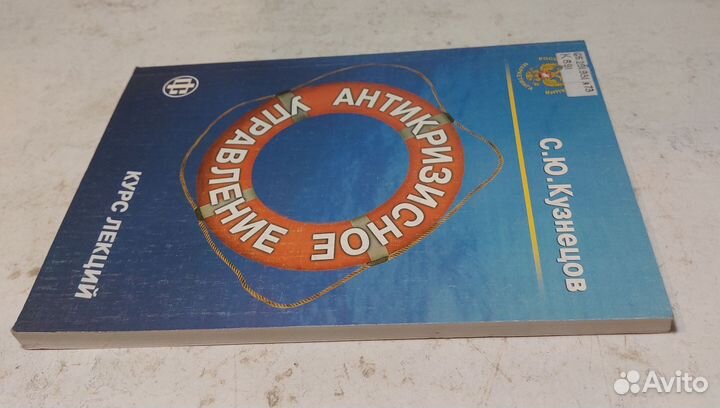 С.Ю.Кузнецов
АНТИКРИЗИСНОЕ
УПРАВЛЕНИЕ
КУРС ЛЕКЦИЙ
Avito